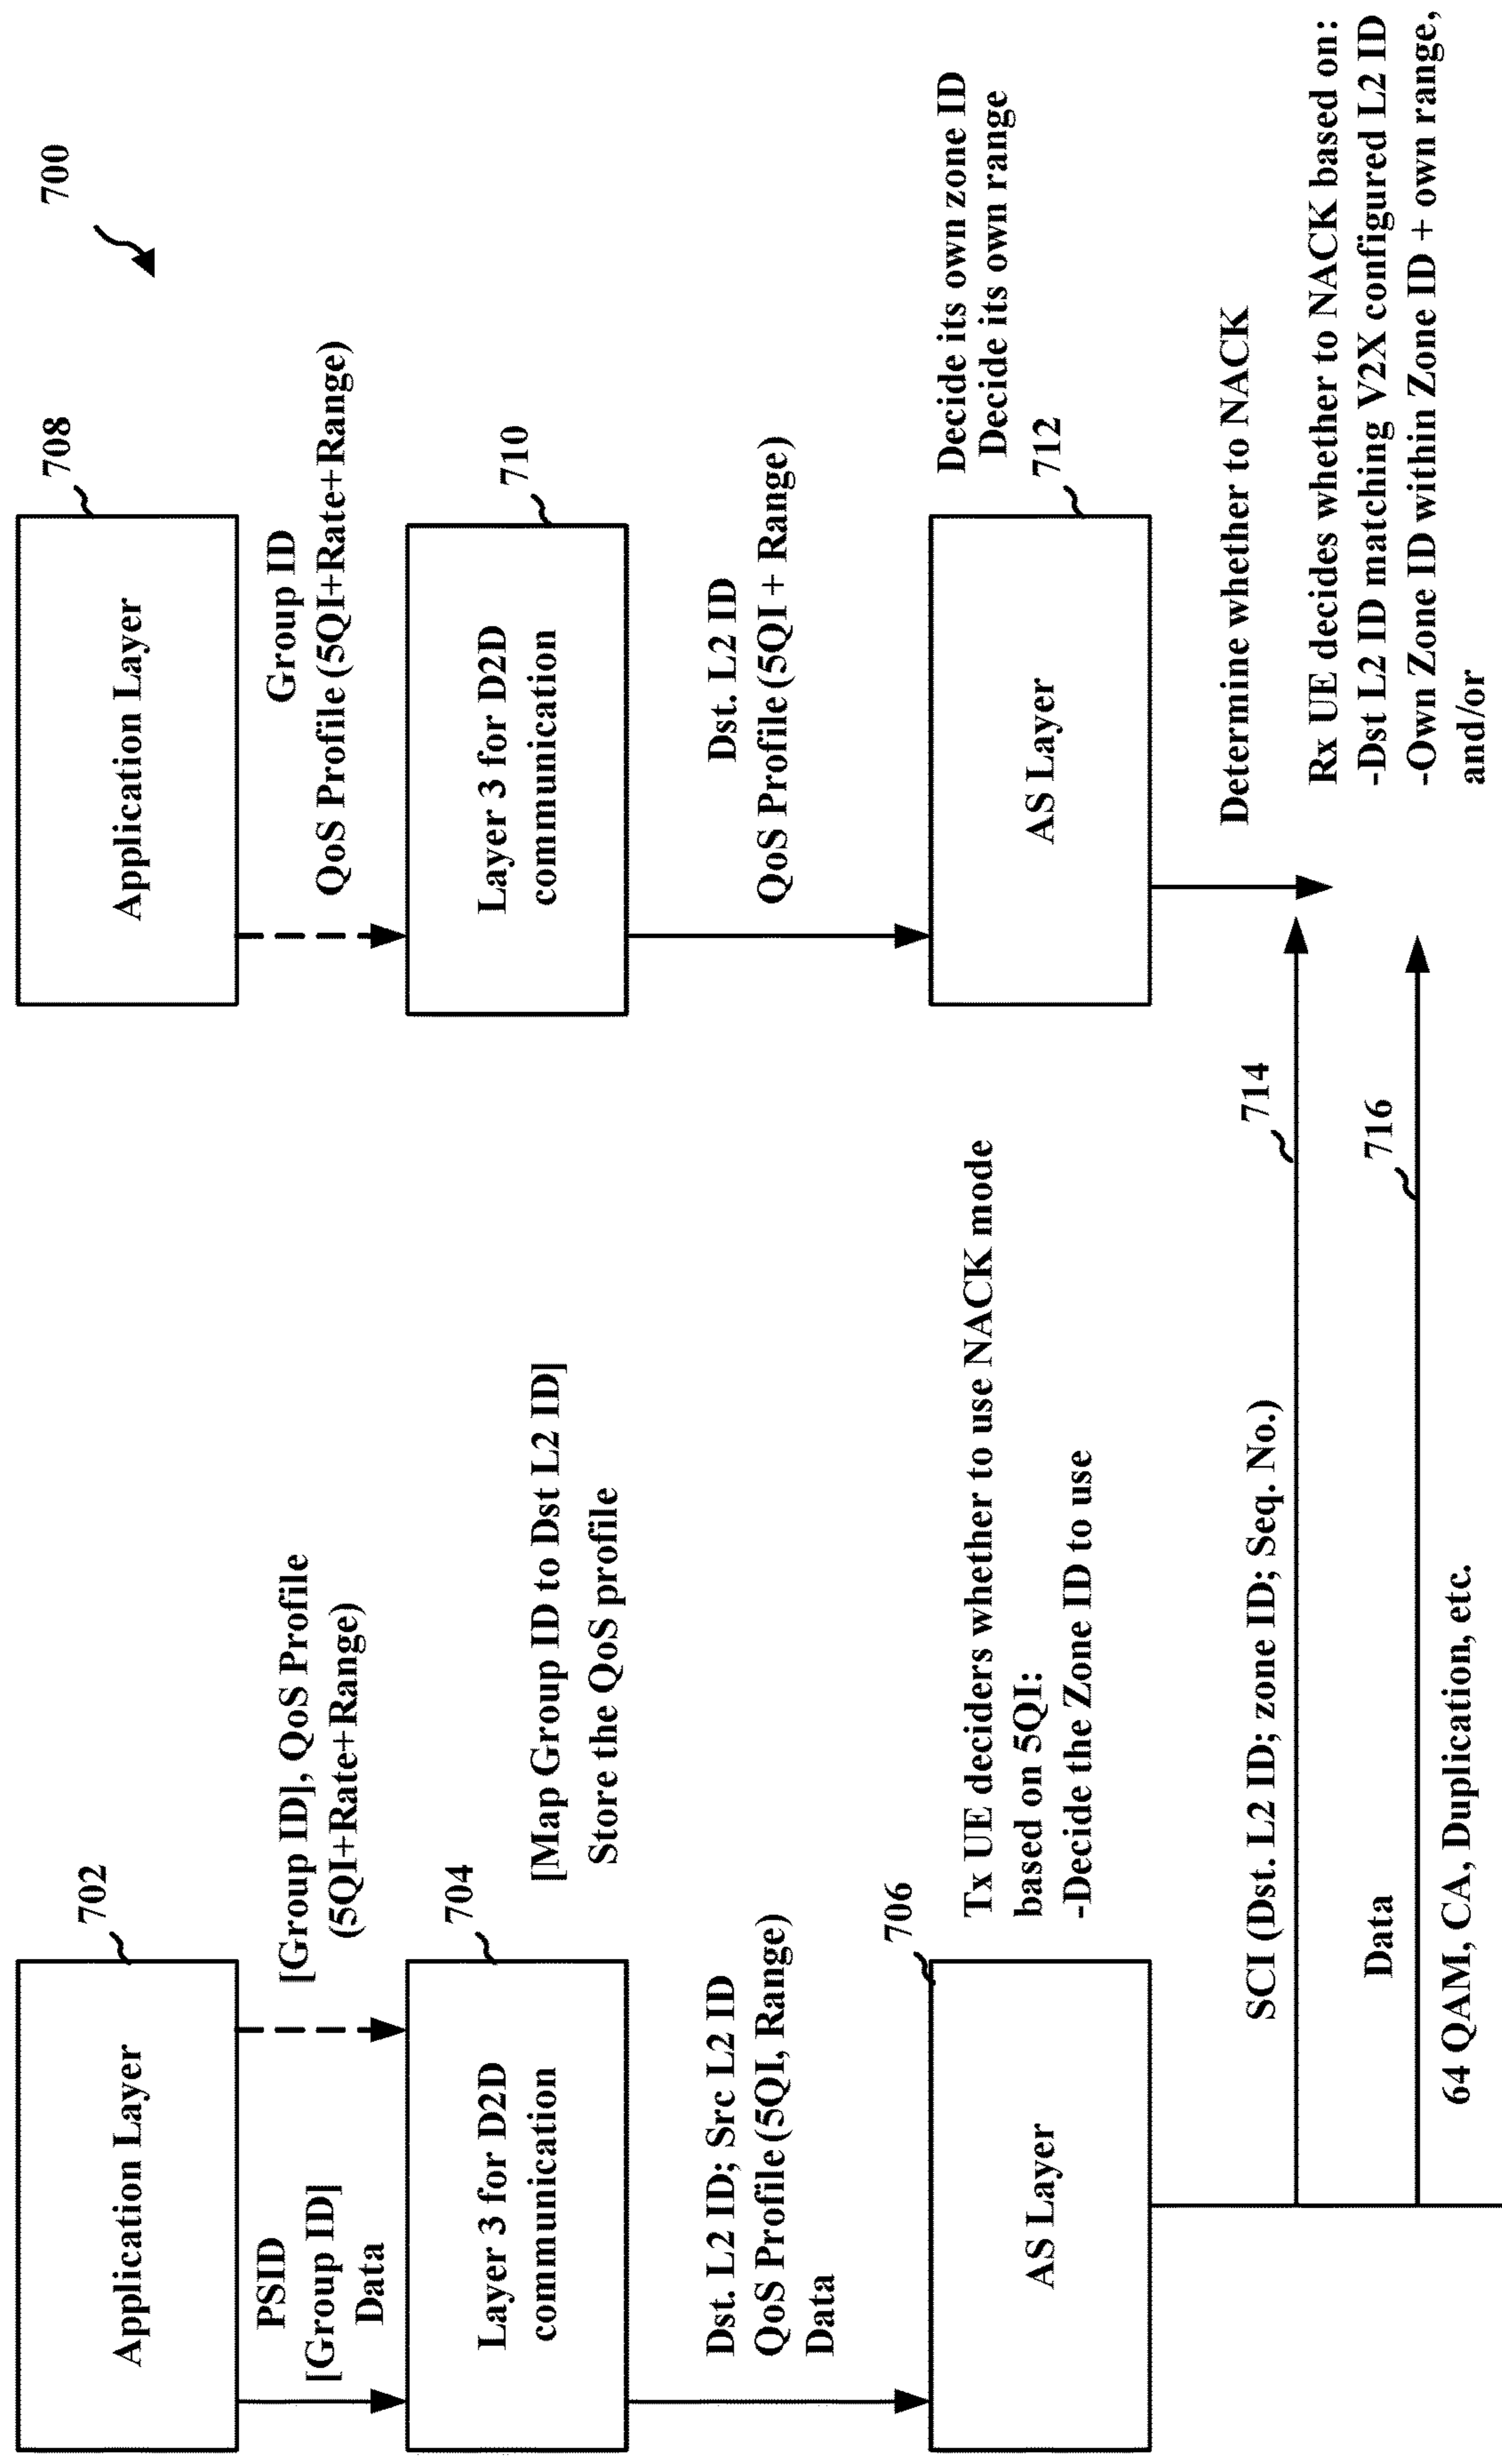 700
702
Application Layer
PSID
[Group ID]
Data
[Group ID], QoS Profile
(5QI+Rate+Range)
704
Layer 3 for D2D
communication
[Map Group ID to Dst L2 ID]
Store the QoS profile
Dst. L2 ID; Src L2 ID
QoS Profile (5QI, Range)
Data
706
AS Layer
Tx UE deciders whether to use NACK mode
based on 5QI:
-Decide the Zone ID to use
708
Application Layer
Group ID
QoS Profile (5QI+Rate+Range)
710
Layer 3 for D2D
communication
Dst. L2 ID
QoS Profile (5QI + Range)
Decide its own zone ID
Decide its own range
712
AS Layer
Determine whether to NACK
SCI (Dst. L2 ID; zone ID; Seq. No.)
714
Rx UE decides whether to NACK based on:
-Dst L2 ID matching V2X configured L2 ID
-Own Zone ID within Zone ID + own range,
and/or
Data
716
64 QAM, CA, Duplication, etc.